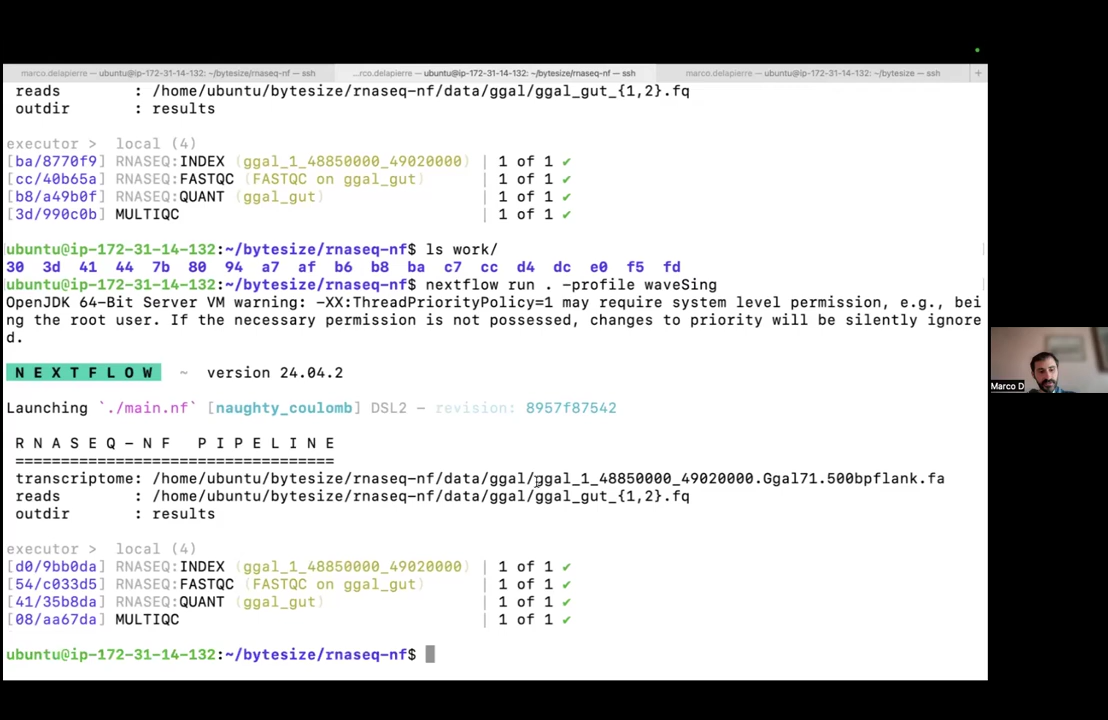 marco.delapierre — ubuntu@ip-172-31-14-132: ~/bytesize/rnaseq-nf — ssh
...rco.delapierre — ubuntu@ip-172-31-14-132: ~/bytesize/rnaseq-nf — ssh
marco.delapierre — ubuntu@ip-172-31-14-132: ~/bytesize — ssh
+
reads : /home/ubuntu/bytesize/rnaseq-nf/data/ggal/ggal_gut_{1,2}.fq
outdir : results
executor > local (4)
[ba/8770f9] RNASEQ:INDEX (ggal_1_48850000_49020000) | 1 of 1 ✔
[cc/40b65a] RNASEQ:FASTQC (FASTQC on ggal_gut) | 1 of 1 ✔
[b8/a49b0f] RNASEQ:QUANT (ggal_gut) | 1 of 1 ✔
[3d/990c0b] MULTIQC | 1 of 1 ✔
ubuntu@ip-172-31-14-132:~/bytesize/rnaseq-nf$ ls work/
30 3d 41 44 7b 80 94 a7 af b6 b8 ba c7 cc d4 dc e0 f5 fd
ubuntu@ip-172-31-14-132:~/bytesize/rnaseq-nf$ nextflow run . -profile waveSing
OpenJDK 64-Bit Server VM warning: -XX:ThreadPriorityPolicy=1 may require system level permission, e.g., bei
ng the root user. If the necessary permission is not possessed, changes to priority will be silently ignore
d.
N E X T F L O W ~ version 24.04.2
Launching `./main.nf` [naughty_coulomb] DSL2 - revision: 8957f87542
R N A S E Q - N F P I P E L I N E
===================================
transcriptome: /home/ubuntu/bytesize/rnaseq-nf/data/ggal/ggal_1_48850000_49020000.Ggal71.500bpflank.fa
reads : /home/ubuntu/bytesize/rnaseq-nf/data/ggal/ggal_gut_{1,2}.fq
outdir : results
executor > local (4)
[d0/9bb0da] RNASEQ:INDEX (ggal_1_48850000_49020000) | 1 of 1 ✔
[54/c033d5] RNASEQ:FASTQC (FASTQC on ggal_gut) | 1 of 1 ✔
[41/35b8da] RNASEQ:QUANT (ggal_gut) | 1 of 1 ✔
[08/aa67da] MULTIQC | 1 of 1 ✔
ubuntu@ip-172-31-14-132:~/bytesize/rnaseq-nf$
Marco D